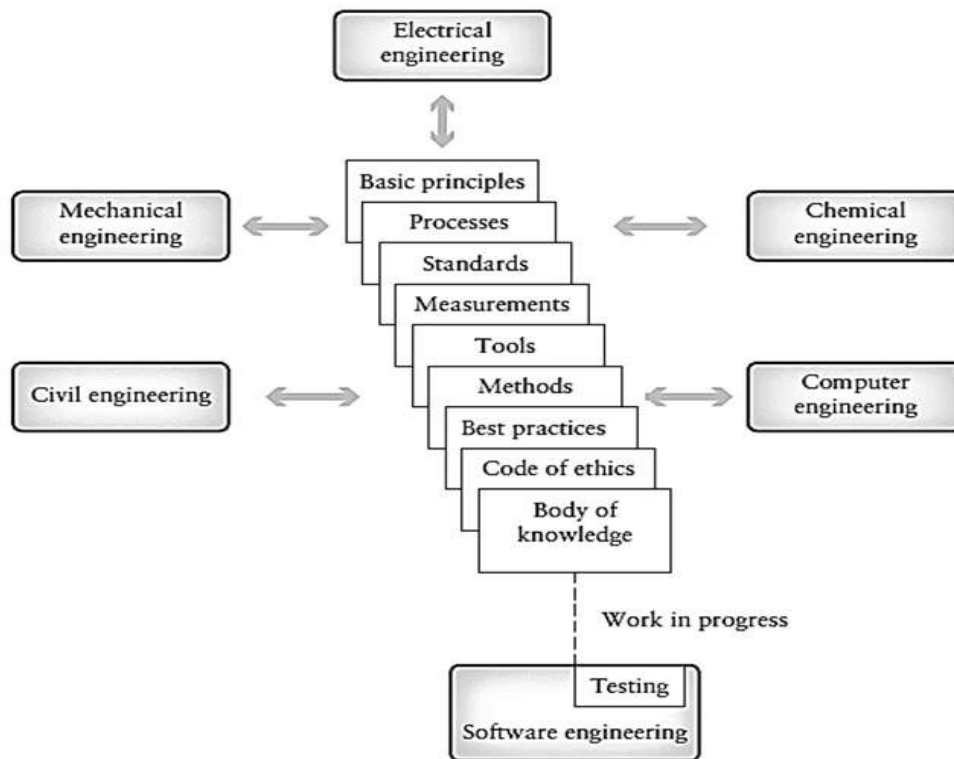 Electrical
engineering
Basic principles
Mechanical
engineering
Processes
Chemical
engineering
Standards
Measurements
Tools
Civil engineering
Methods
Computer
engineering
Best practices
Code of ethics
Body of
knowledge
Work in progress
Testing
Software engineering